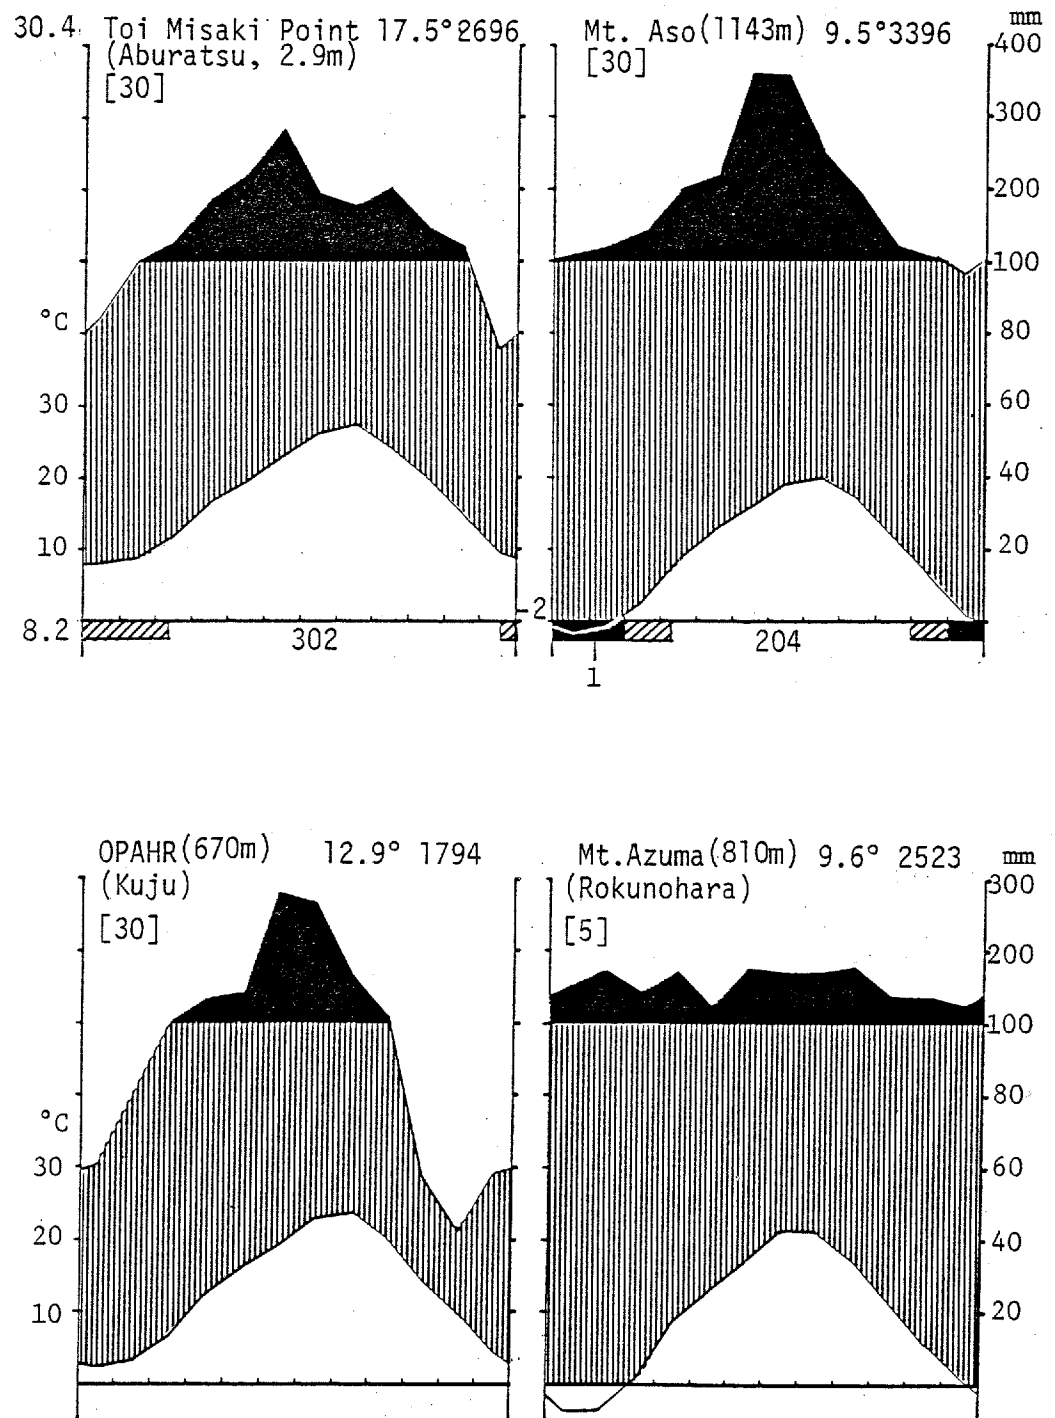 30.4 Toi Misaki Point 17.5°2696
(Aburatsu, 2.9m)
[30]
°C
30
20
10
8.2
302
Mt. Aso(1143m) 9.5°3396
[30]
mm
400
300
200
100
80
60
40
20
-2
204
1
OPAHR(670m) 12.9° 1794
(Kuju)
[30]
°C
30
20
10
Mt.Azuma(810m) 9.6° 2523
(Rokunohara)
[5]
mm
300
200
100
80
60
40
20